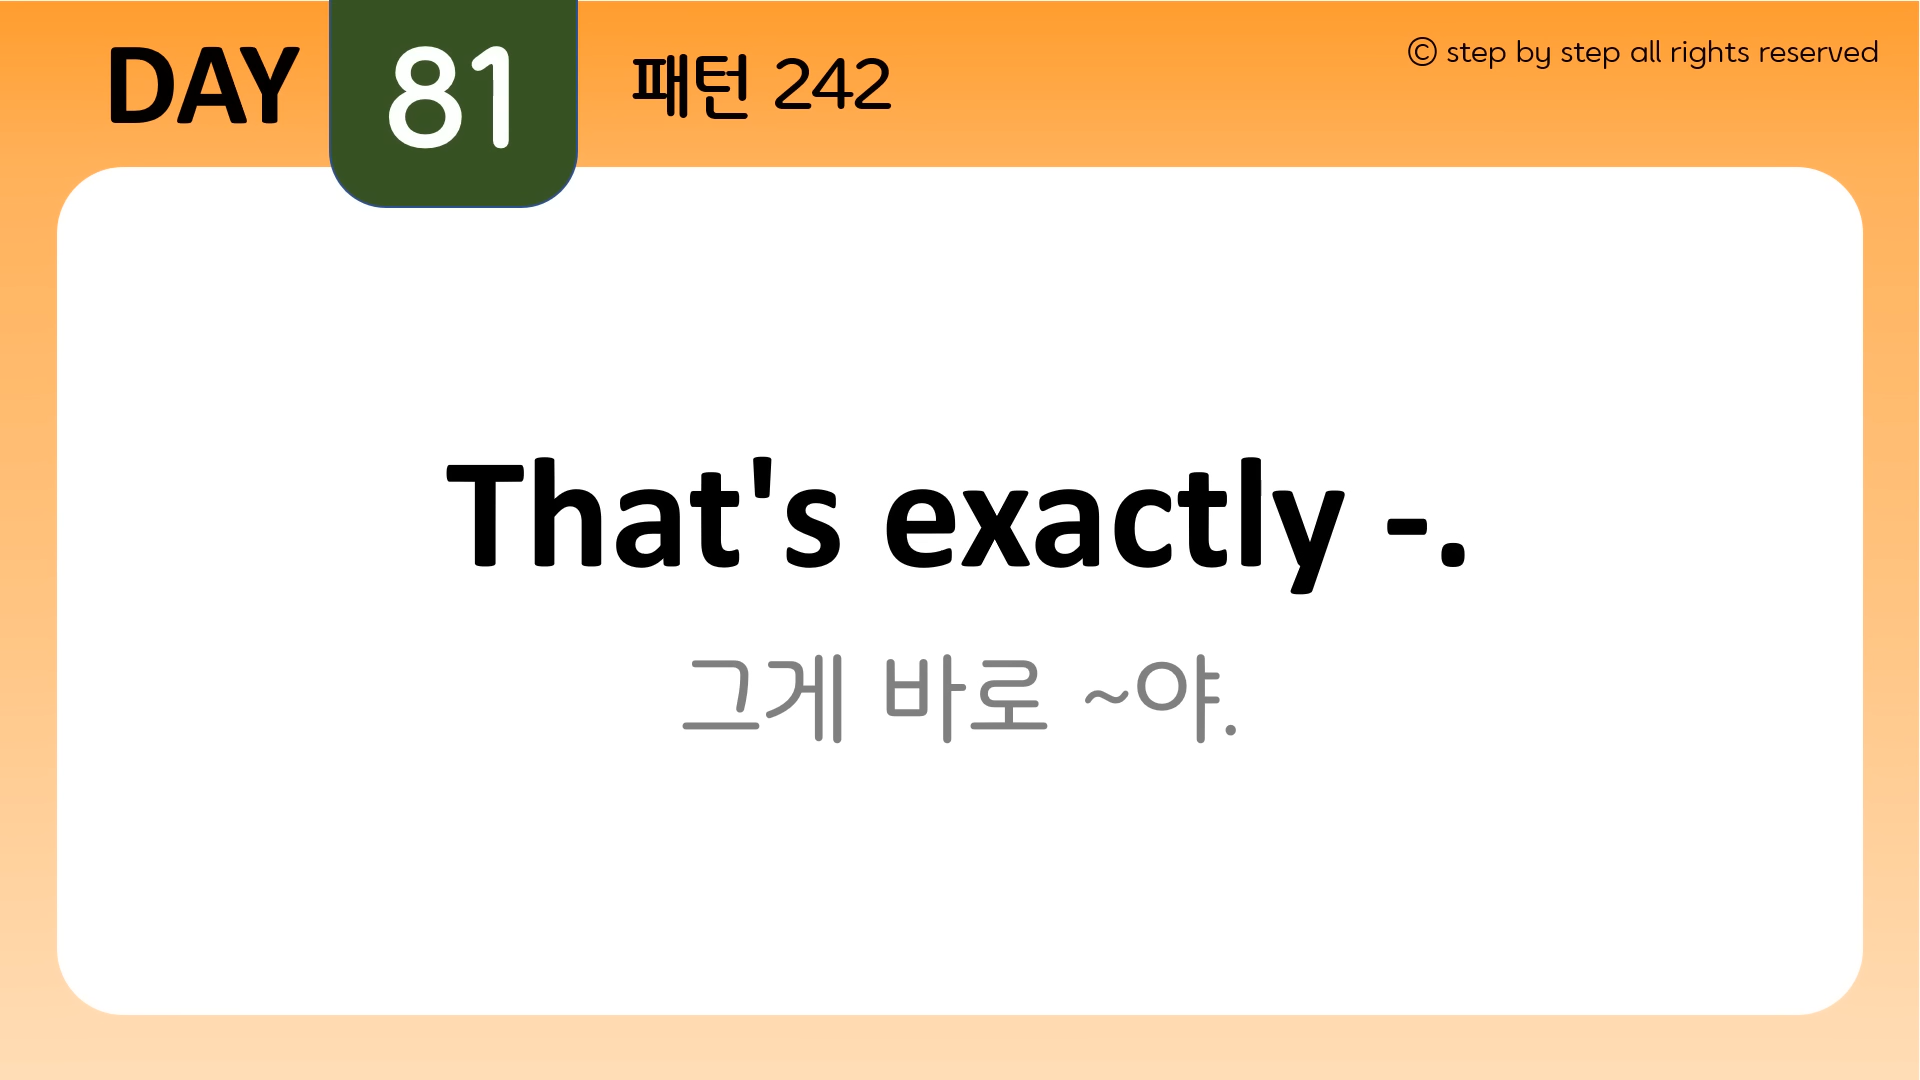 DAY 81 패턴 242
© step by step all rights reserved
That's exactly -.
그게 바로 ~야.